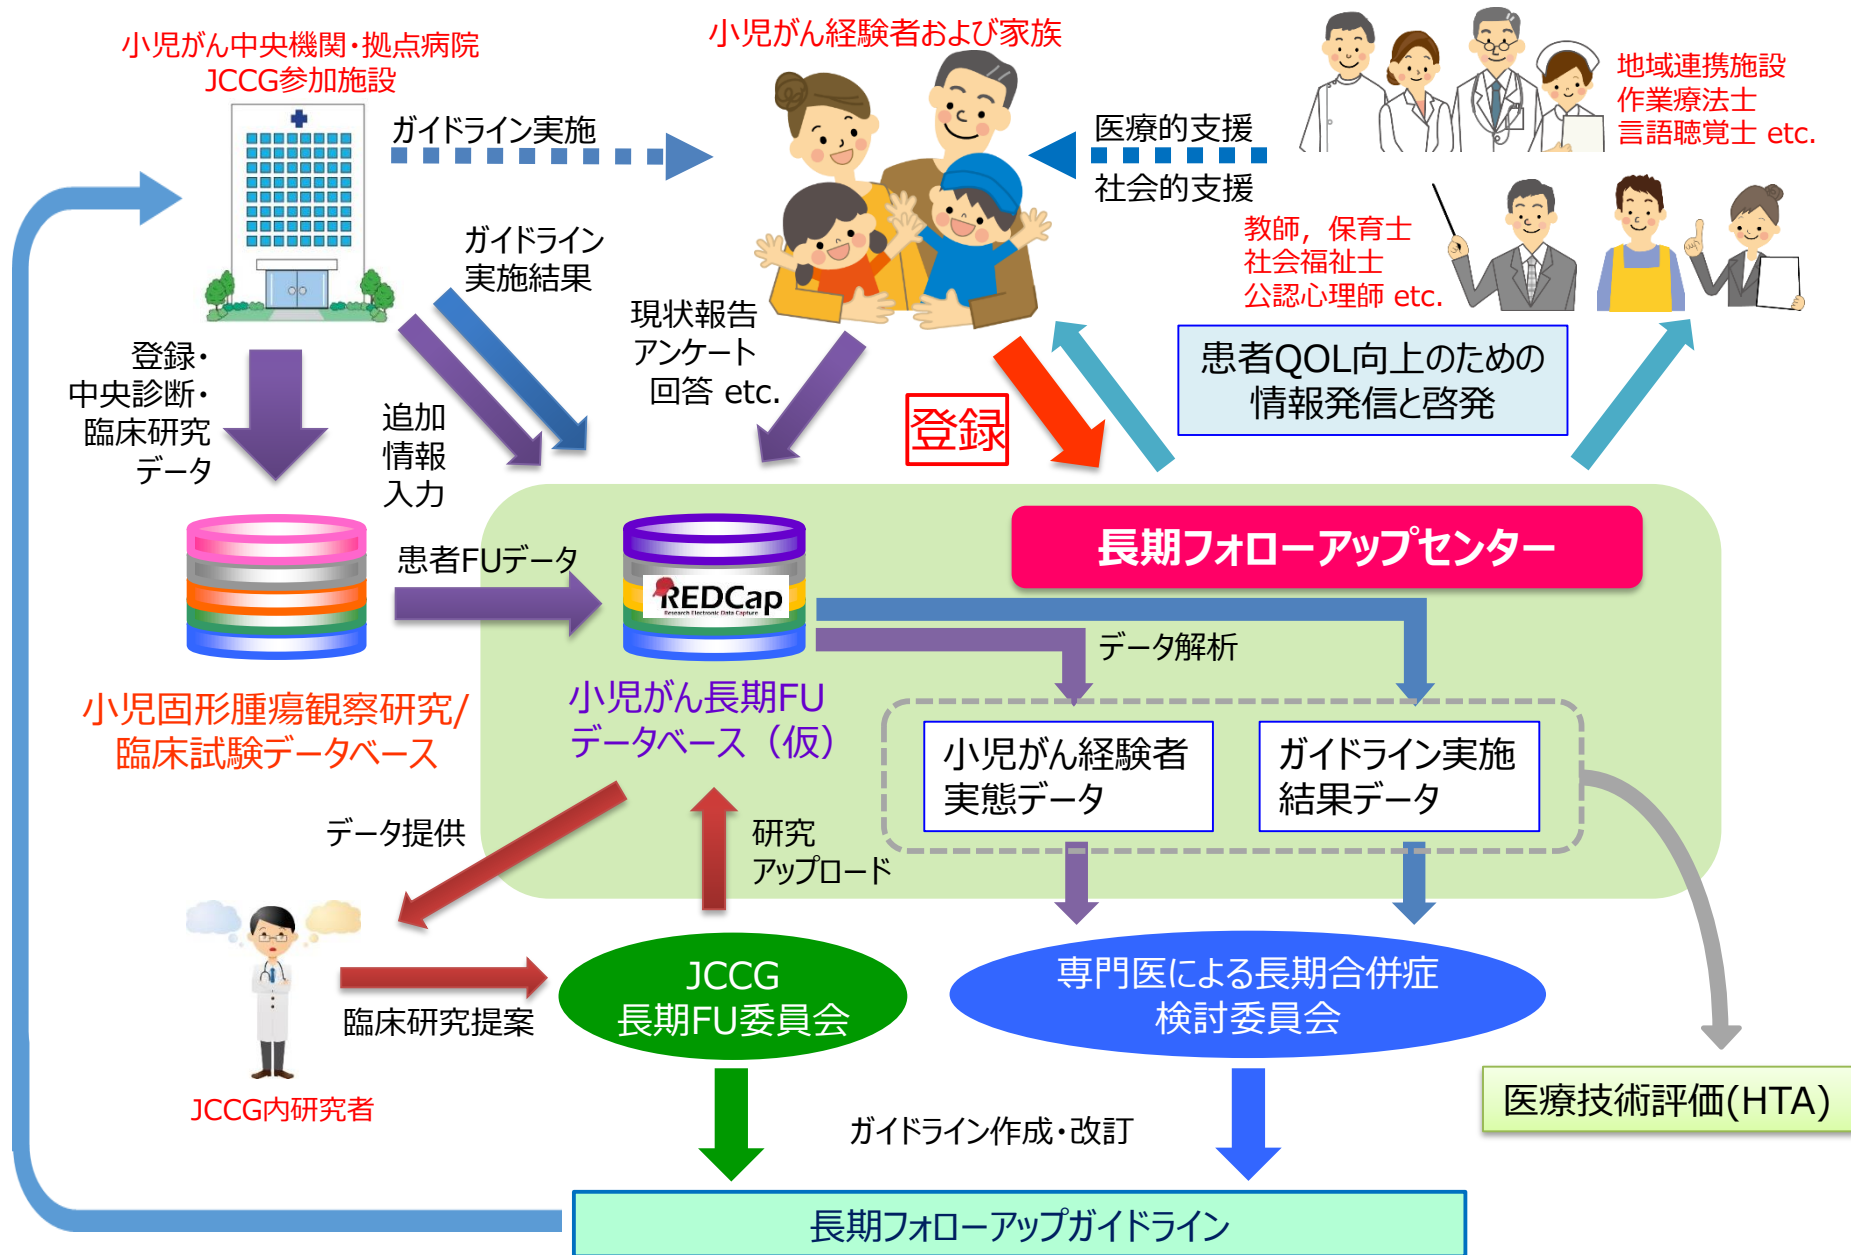 小児がん中央機関・拠点病院
JCCG参加施設
小児がん経験者および家族
地域連携施設
作業療法士
言語聴覚士 etc.
ガイドライン実施
医療的支援
社会的支援
教師，保育士
社会福祉士
公認心理師 etc.
ガイドライン
実施結果
現状報告
アンケート
回答 etc.
登録・
中央診断・
臨床研究
データ
追加
情報
入力
登録
患者QOL向上のための
情報発信と啓発
長期フォローアップセンター
患者FUデータ
REDCap
Research Electronic Data Capture
データ解析
小児固形腫瘍観察研究/
臨床試験データベース
小児がん長期FU
データベース（仮）
小児がん経験者
実態データ
ガイドライン実施
結果データ
データ提供
研究
アップロード
臨床研究提案
JCCG内研究者
JCCG
長期FU委員会
専門医による長期合併症
検討委員会
医療技術評価(HTA)
ガイドライン作成・改訂
長期フォローアップガイドライン